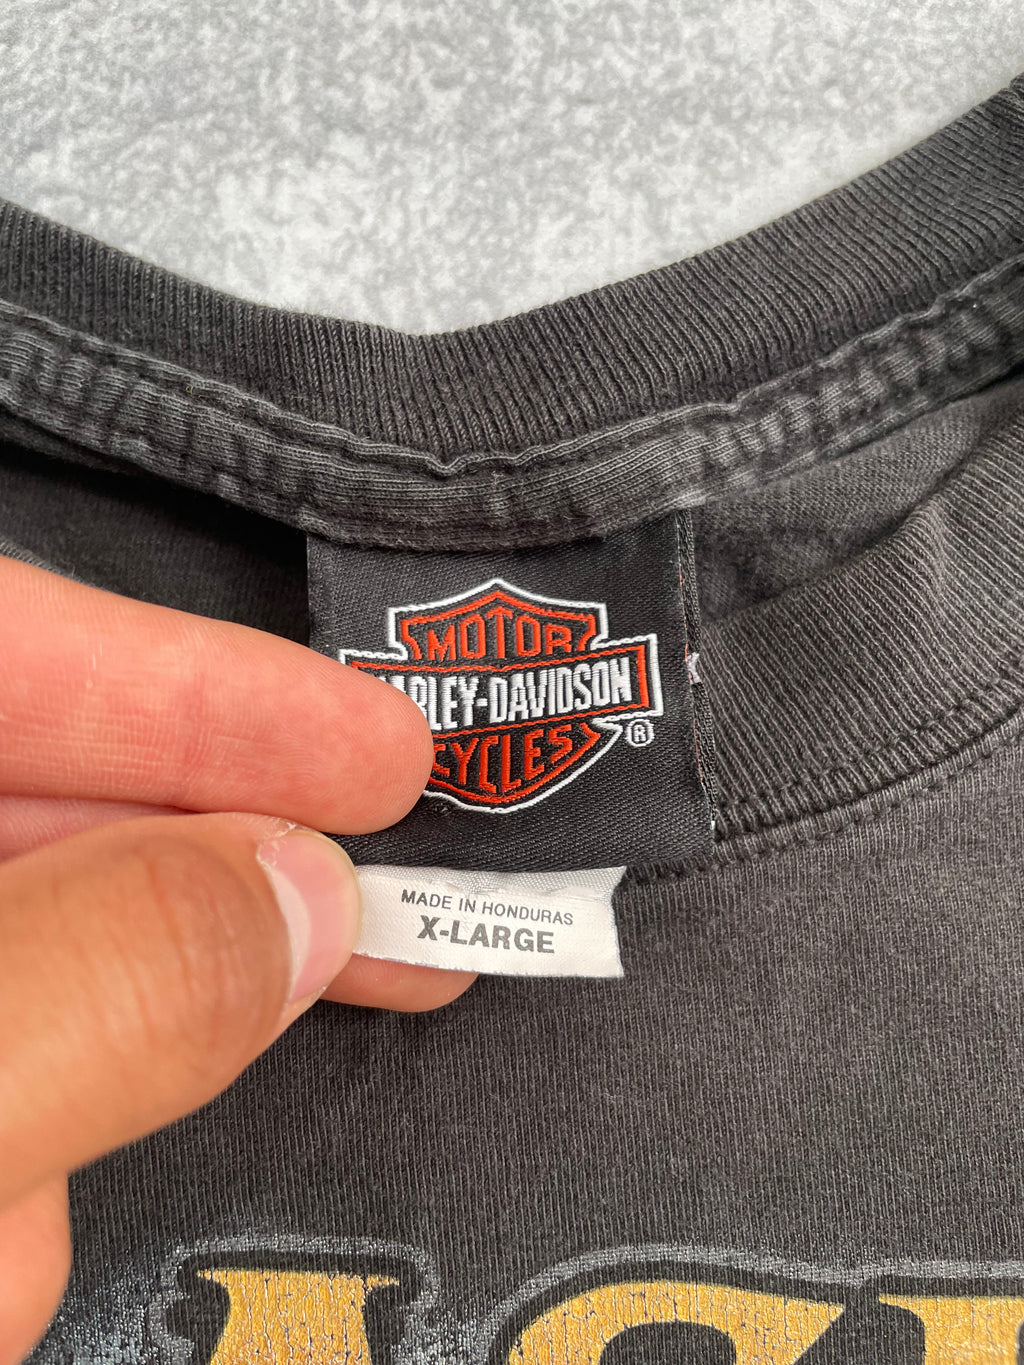 MOTOR
HARLEY-DAVIDSON
CYCLES
®
MADE IN HONDURAS
X-LARGE